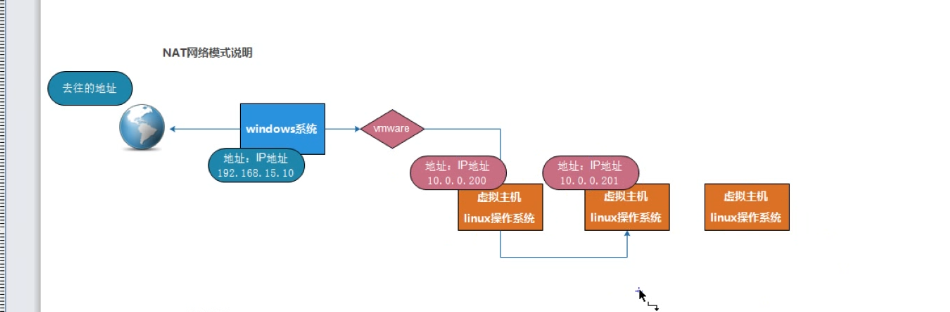 NAT网络模式说明
去往的地址
windows系统
vmware
地址：IP地址
192.168.15.10
地址：IP地址
10.0.0.200
地址：IP地址
10.0.0.201
虚拟主机
linux操作系统
虚拟主机
linux操作系统
虚拟主机
linux操作系统